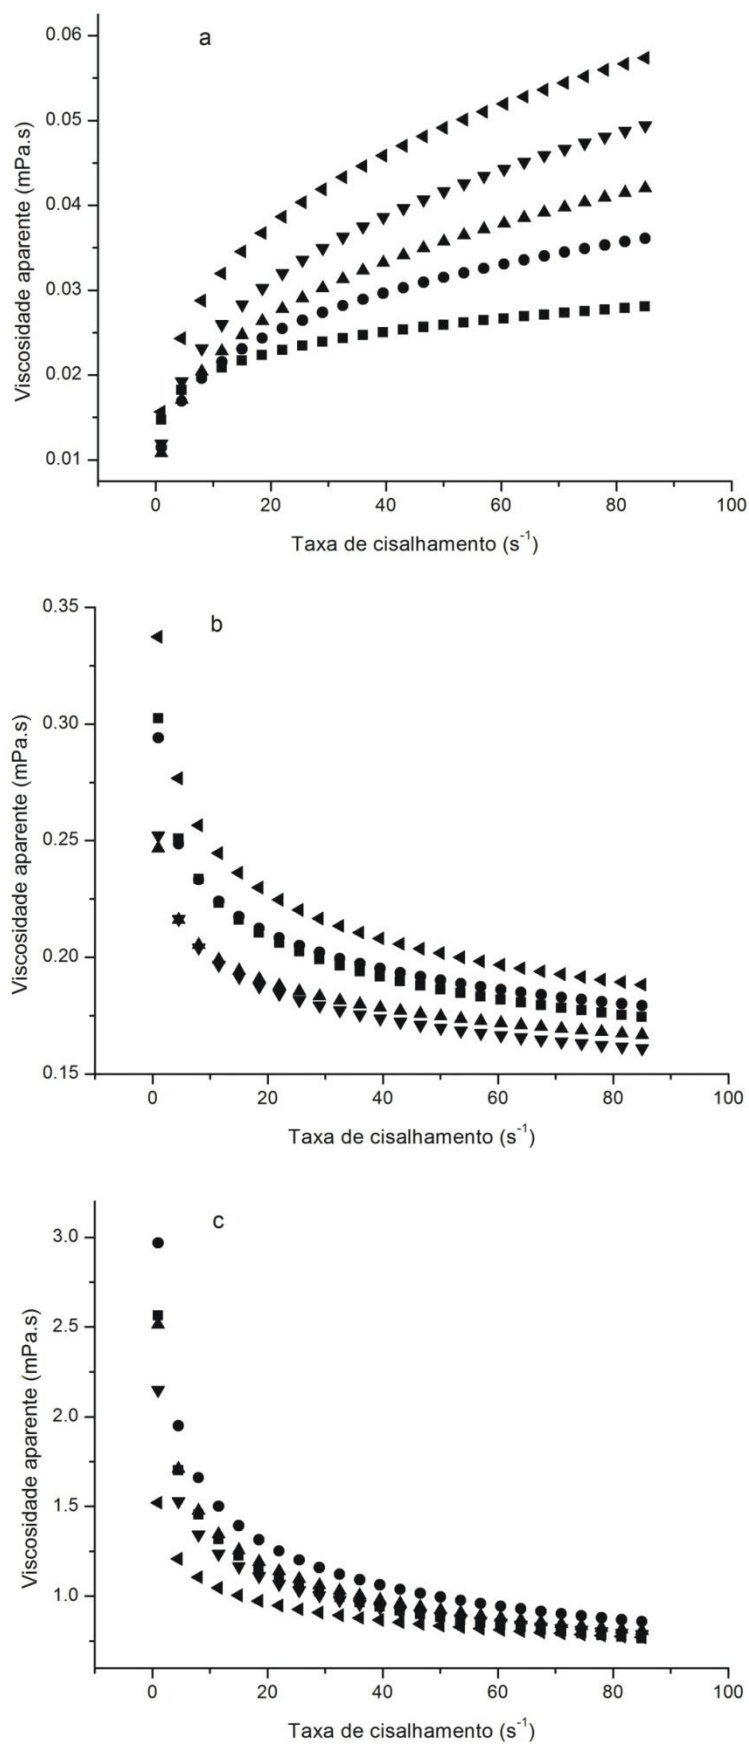 a
0.06
0.05
0.04
0.03
0.02
0.01
Viscosidade aparente (mPa.s)
0 20 40 60 80 100
Taxa de cisalhamento (s⁻¹)
b
0.35
0.30
0.25
0.20
0.15
Viscosidade aparente (mPa.s)
0 20 40 60 80 100
Taxa de cisalhamento (s⁻¹)
c
3.0
2.5
2.0
1.5
1.0
Viscosidade aparente (mPa.s)
0 20 40 60 80 100
Taxa de cisalhamento (s⁻¹)